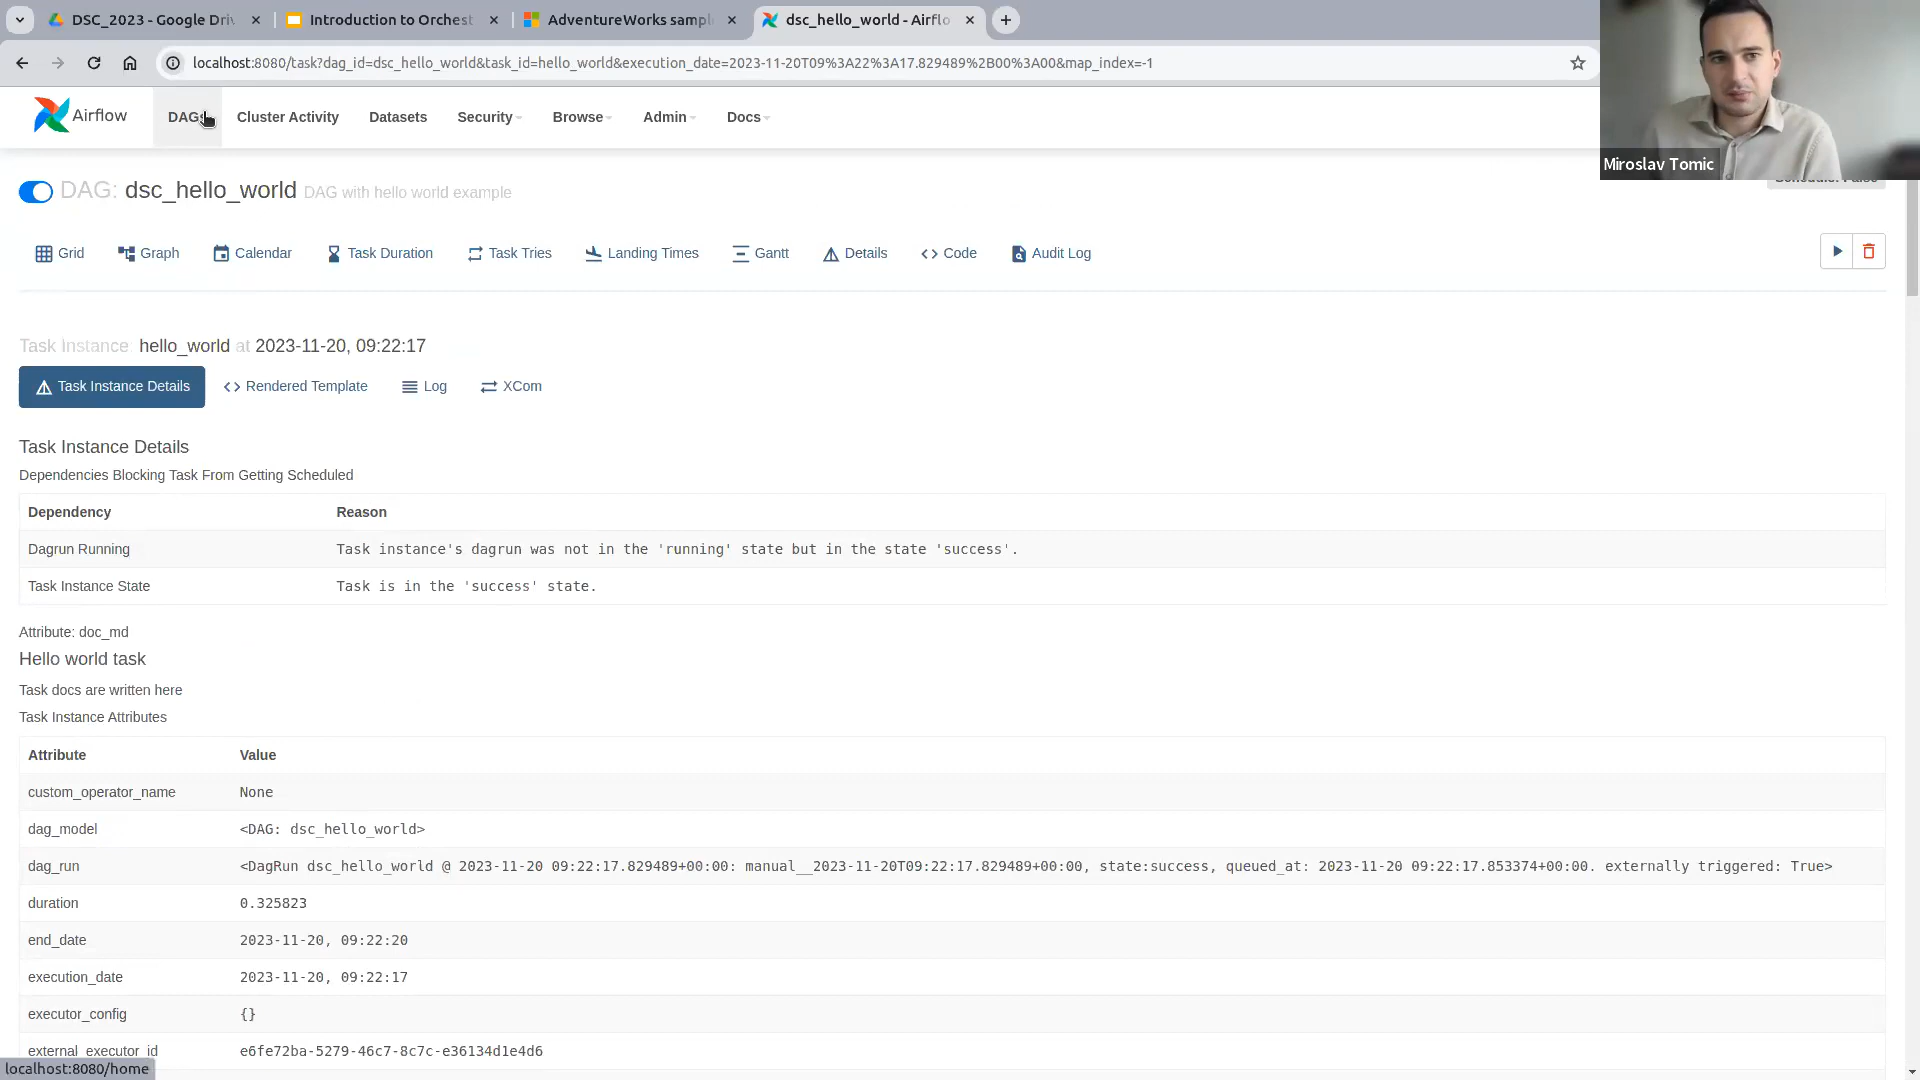 DSC_2023 - Google Driv
Introduction to Orchest
AdventureWorks sampl
dsc_hello_world - Airflo
localhost:8080/task?dag_id=dsc_hello_world&task_id=hello_world&execution_date=2023-11-20T09%3A22%3A17.829489%2B00%3A00&map_index=-1
Airflow
DAGs
Cluster Activity
Datasets
Security
Browse
Admin
Docs
Miroslav Tomic
DAG: dsc_hello_world DAG with hello world example
Grid
Graph
Calendar
Task Duration
Task Tries
Landing Times
Gantt
Details
Code
Audit Log
Task Instance: hello_world at 2023-11-20, 09:22:17
Task Instance Details
Rendered Template
Log
XCom
Task Instance Details
Dependencies Blocking Task From Getting Scheduled
Dependency Reason
Dagrun Running Task instance's dagrun was not in the 'running' state but in the state 'success'.
Task Instance State Task is in the 'success' state.
Attribute: doc_md
Hello world task
Task docs are written here
Task Instance Attributes
Attribute Value
custom_operator_name None
dag_model <DAG: dsc_hello_world>
dag_run <DagRun dsc_hello_world @ 2023-11-20 09:22:17.829489+00:00: manual__2023-11-20T09:22:17.829489+00:00, state:success, queued_at: 2023-11-20 09:22:17.853374+00:00. externally triggered: True>
duration 0.325823
end_date 2023-11-20, 09:22:20
execution_date 2023-11-20, 09:22:17
executor_config {}
external_executor_id e6fe72ba-5279-46c7-8c7c-e36134d1e4d6
localhost:8080/home